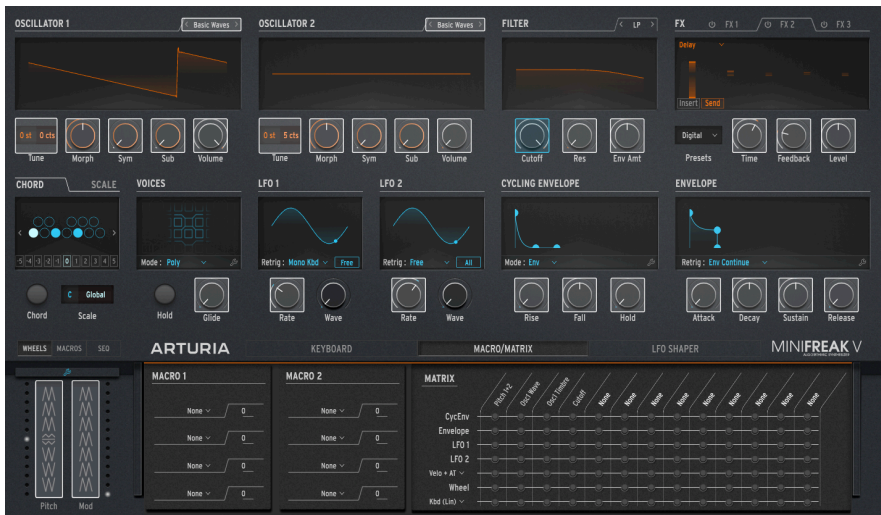 OSCILLATOR 1 < Basic Waves > OSCILLATOR 2 < Basic Waves > FILTER < LP > FX FX 1 FX 2 FX 3
Delay
Insert Send
0 st 0 cts 0 st 5 cts Digital
Tune Morph Sym Sub Volume Tune Morph Sym Sub Volume Cutoff Res Env Amt Presets Time Feedback Level
CHORD SCALE VOICES LFO 1 LFO 2 CYCLING ENVELOPE ENVELOPE
-5 -4 -3 -2 -1 0 1 2 3 4 5 Mode : Poly Retrig : Mono Kbd Free Retrig : Free All Mode : Env Retrig : Env Continue
C Global
Chord Scale Hold Glide Rate Wave Rate Wave Rise Fall Hold Attack Decay Sustain Release
WHEELS MACROS SEQ ARTURIA KEYBOARD MACRO/MATRIX LFO SHAPER MINIFREAK V
MACRO 1 MACRO 2 MATRIX
Pitch 1+2 Osc1 Wave Osc1 Timbre Cutoff None None None None None None None None None
None 0 None 0 CycEnv
Envelope
None 0 None 0 LFO 1
LFO 2
None 0 None 0 Velo + AT
Wheel
None 0 None 0 Kbd (Lin)
Pitch Mod